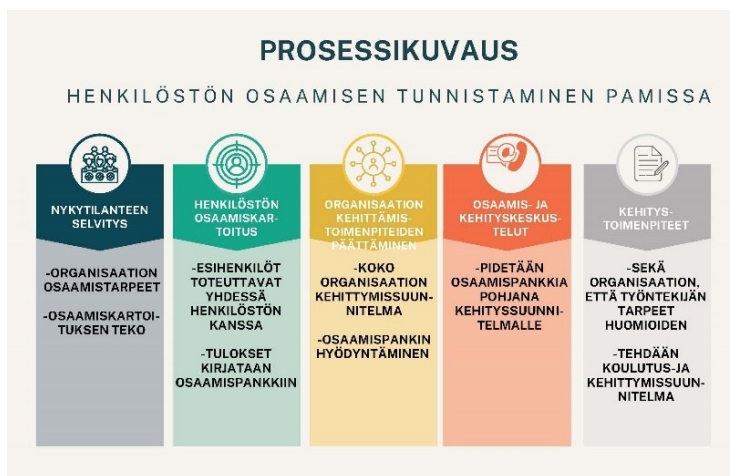 PROSESSIKUVAUS
HENKILÖSTÖN OSAAMISEN TUNNISTAMINEN PAMISSA
NYKYTILANTEEN
SELVITYS
-ORGANISAATION
OSAAMISTARPEET
-OSAAMISKARTOI-
TUKSEN TEKO
HENKILÖSTÖN
OSAAMISKAR-
TOITUS
-ESIHENKILÖT
TOTEUTTAVAT
YHDESSÄ
HENKILÖSTÖN
KANSSA
-TULOKSET
KIRJATAAN
OSAAMISPANKKIIN
ORGANISAATION
KEHITTÄMIS-
TOIMENPITEIDEN
PÄÄTTÄMINEN
-KOKO
ORGANISAATION
KEHITTYMISSUUN-
NITELMA
-OSAAMISPANKIN
HYÖDYNTÄMINEN
OSAAMIS- JA
KEHITYSKESKUS-
TELUT
-PIDETÄÄN
OSAAMISPANKKIA
POHJANA
KEHITYSSUUNNI-
TELMALLE
KEHITYS-
TOIMENPITEET
-SEKÄ
ORGANISAATION,
ETTÄ TYÖNTEKIJÄN
TARPEET
HUOMIOIDEN
-TEHDÄÄN
KOULUTUS-JA
KEHITTYMISSUUN-
NITELMA